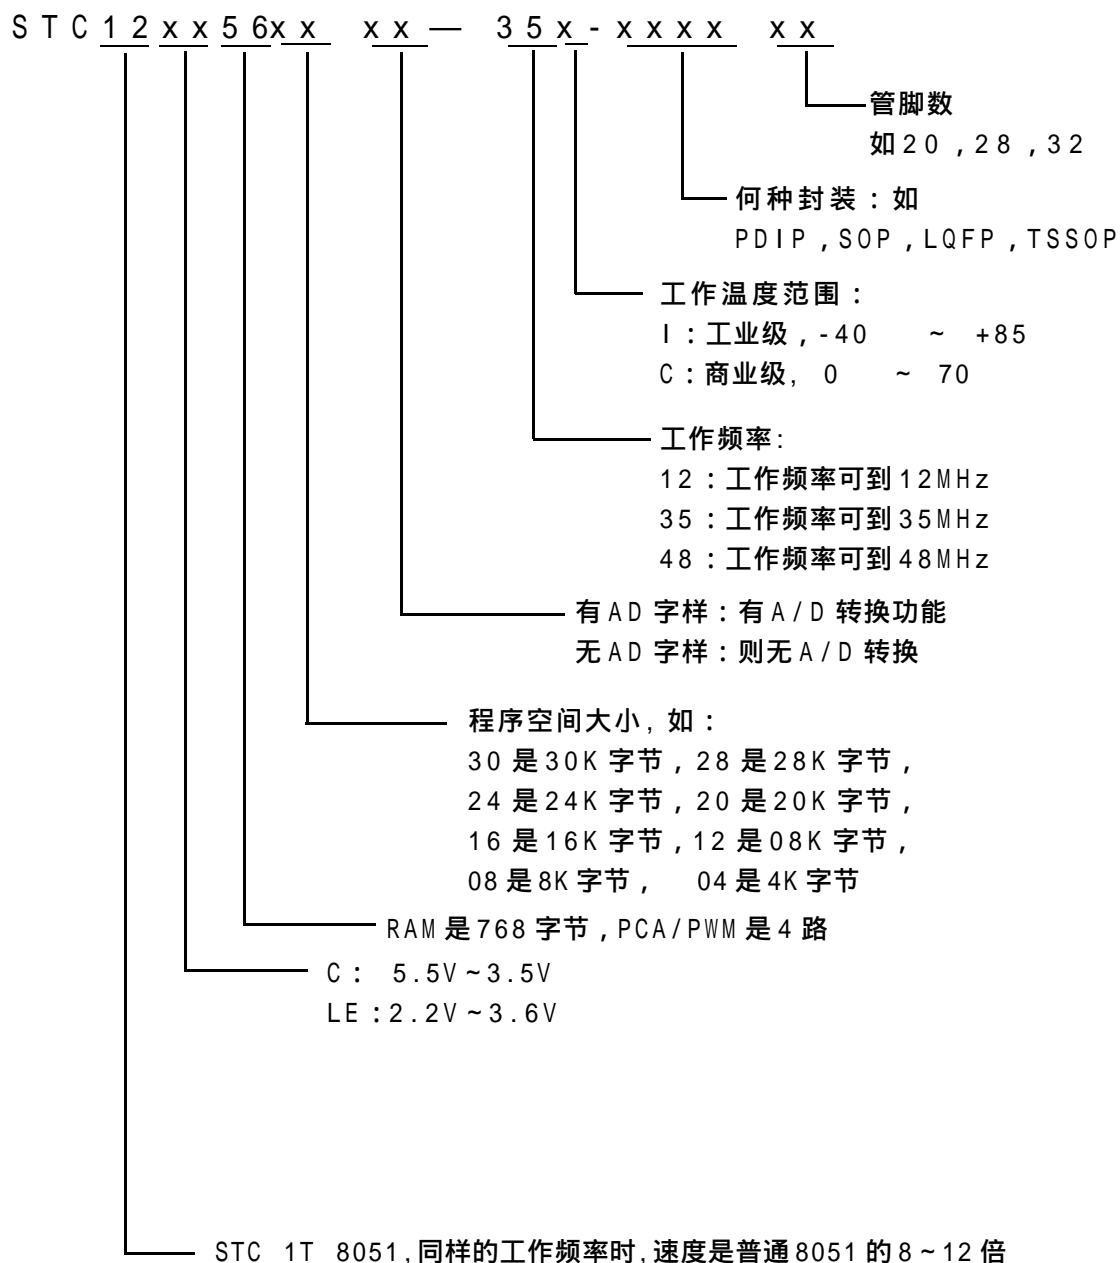 STC12xx56xx xx— 35x-xxxx xx
管脚数
如20，28，32
何种封装：如
PDIP，SOP，LQFP，TSSOP
工作温度范围：
I：工业级，-40 ~ +85
C：商业级, 0 ~ 70
工作频率:
12：工作频率可到12MHz
35：工作频率可到35MHz
48：工作频率可到48MHz
有AD字样：有A/D转换功能
无AD字样：则无A/D转换
程序空间大小, 如：
30是30K字节，28是28K字节，
24是24K字节，20是20K字节，
16是16K字节，12是08K字节，
08是8K字节， 04是4K字节
RAM是768字节，PCA/PWM是4路
C： 5.5V~3.5V
LE：2.2V~3.6V
STC 1T 8051,同样的工作频率时,速度是普通8051的8~12倍